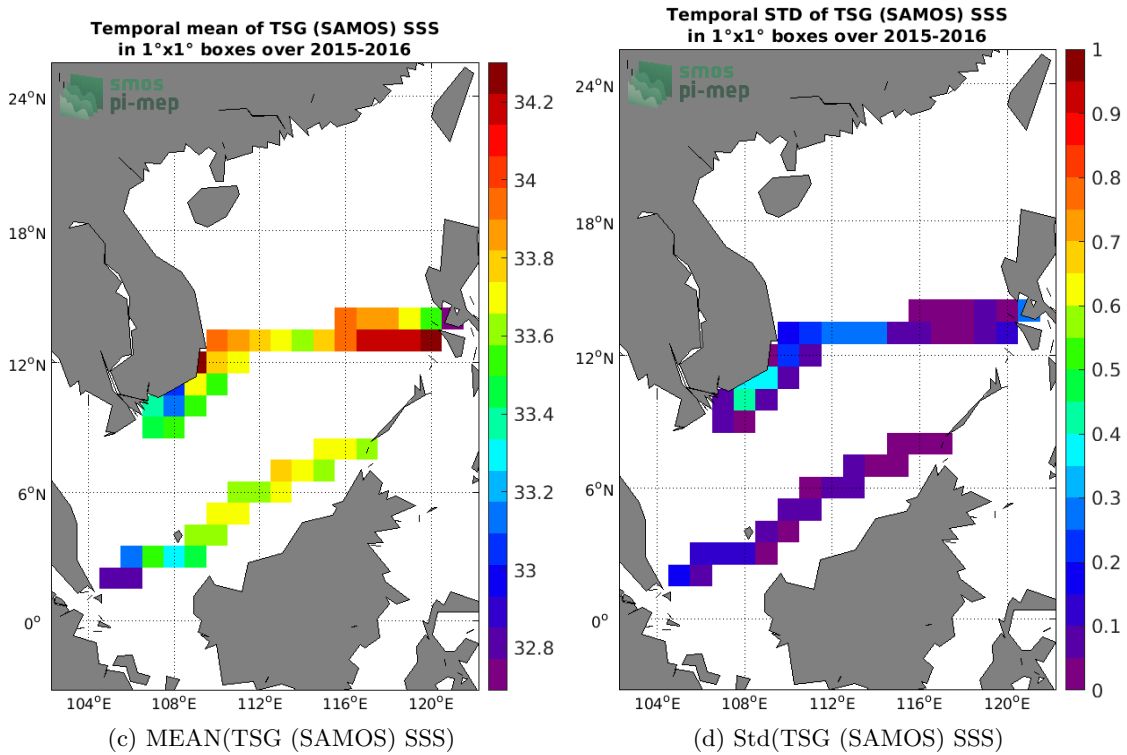 Temporal mean of TSG (SAMOS) SSS
in 1°x1° boxes over 2015-2016
smos
pi-mep
24°N
18°N
12°N
6°N
0°
104°E
108°E
112°E
116°E
120°E
34.2
34
33.8
33.6
33.4
33.2
33
32.8
(c) MEAN(TSG (SAMOS) SSS)
Temporal STD of TSG (SAMOS) SSS
in 1°x1° boxes over 2015-2016
smos
pi-mep
24°N
18°N
12°N
6°N
0°
104°E
108°E
112°E
116°E
120°E
1
0.9
0.8
0.7
0.6
0.5
0.4
0.3
0.2
0.1
0
(d) Std(TSG (SAMOS) SSS)